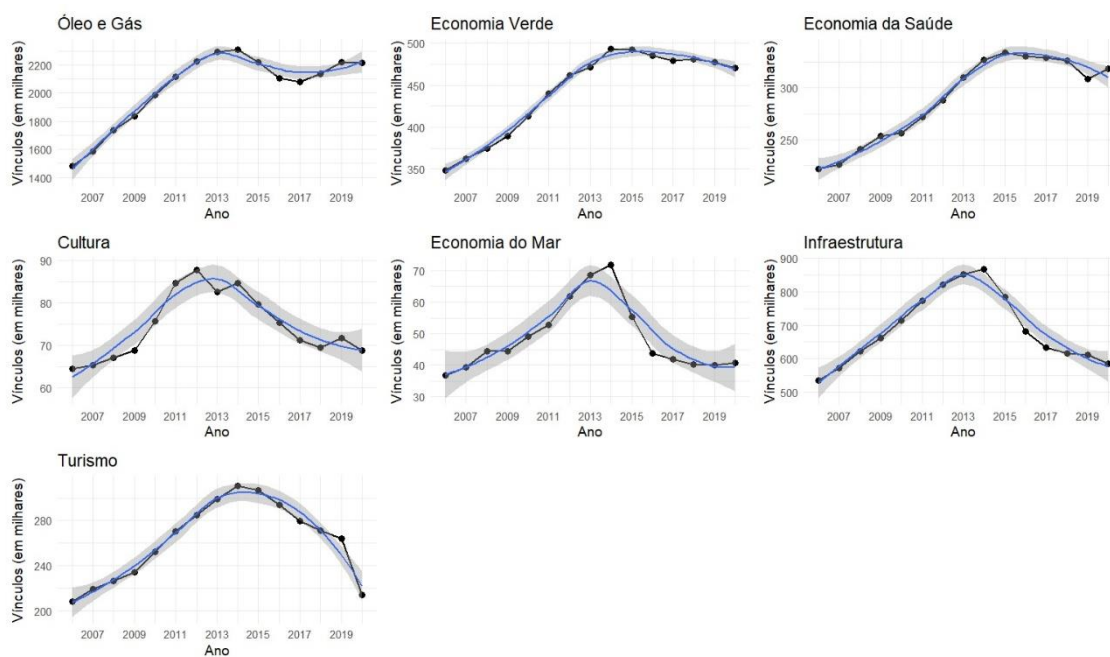 Óleo e Gás
Vínculos (em milhares)
2200
2000
1800
1600
1400
2007 2009 2011 2013 2015 2017 2019
Ano
Economia Verde
Vínculos (em milhares)
500
450
400
350
2007 2009 2011 2013 2015 2017 2019
Ano
Economia da Saúde
Vínculos (em milhares)
300
250
2007 2009 2011 2013 2015 2017 2019
Ano
Cultura
Vínculos (em milhares)
90
80
70
60
2007 2009 2011 2013 2015 2017 2019
Ano
Economia do Mar
Vínculos (em milhares)
70
60
50
40
30
2007 2009 2011 2013 2015 2017 2019
Ano
Infraestrutura
Vínculos (em milhares)
900
800
700
600
500
2007 2009 2011 2013 2015 2017 2019
Ano
Turismo
Vínculos (em milhares)
280
240
200
2007 2009 2011 2013 2015 2017 2019
Ano